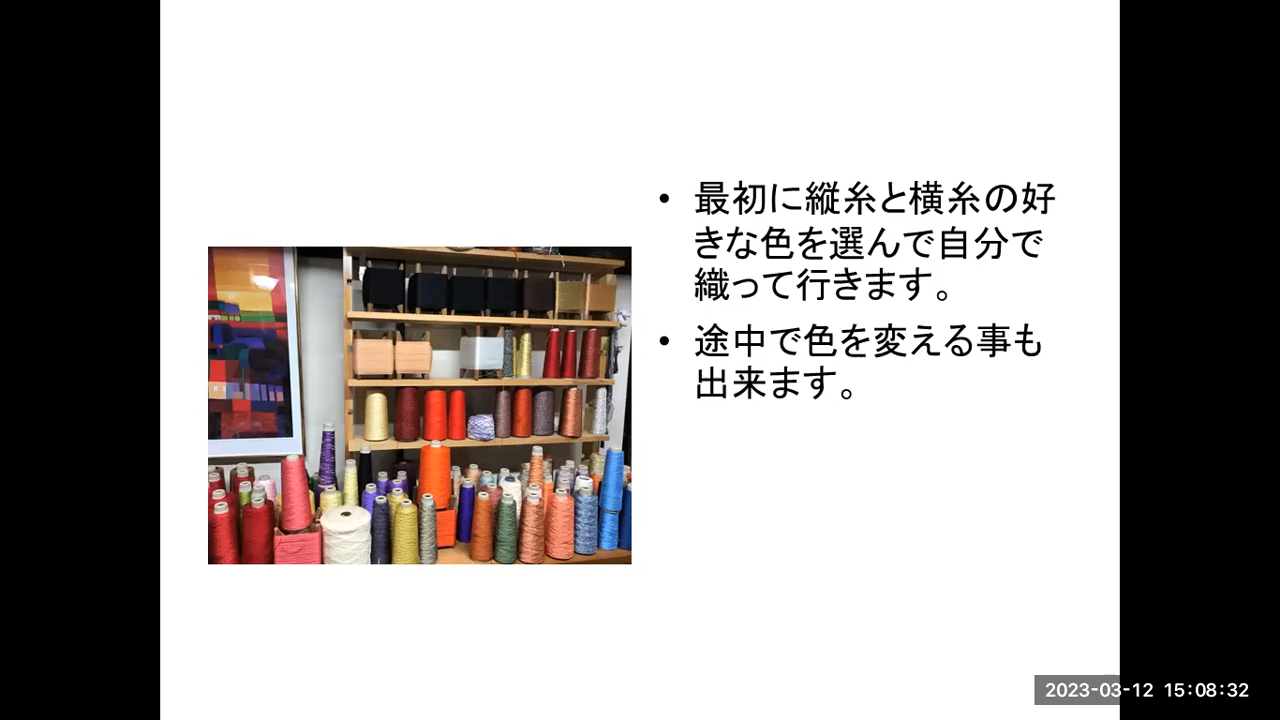 • 最初に縦糸と横糸の好
きな色を選んで自分で
織って行きます。
• 途中で色を変える事も
出来ます。
2023-03-12 15:08:32